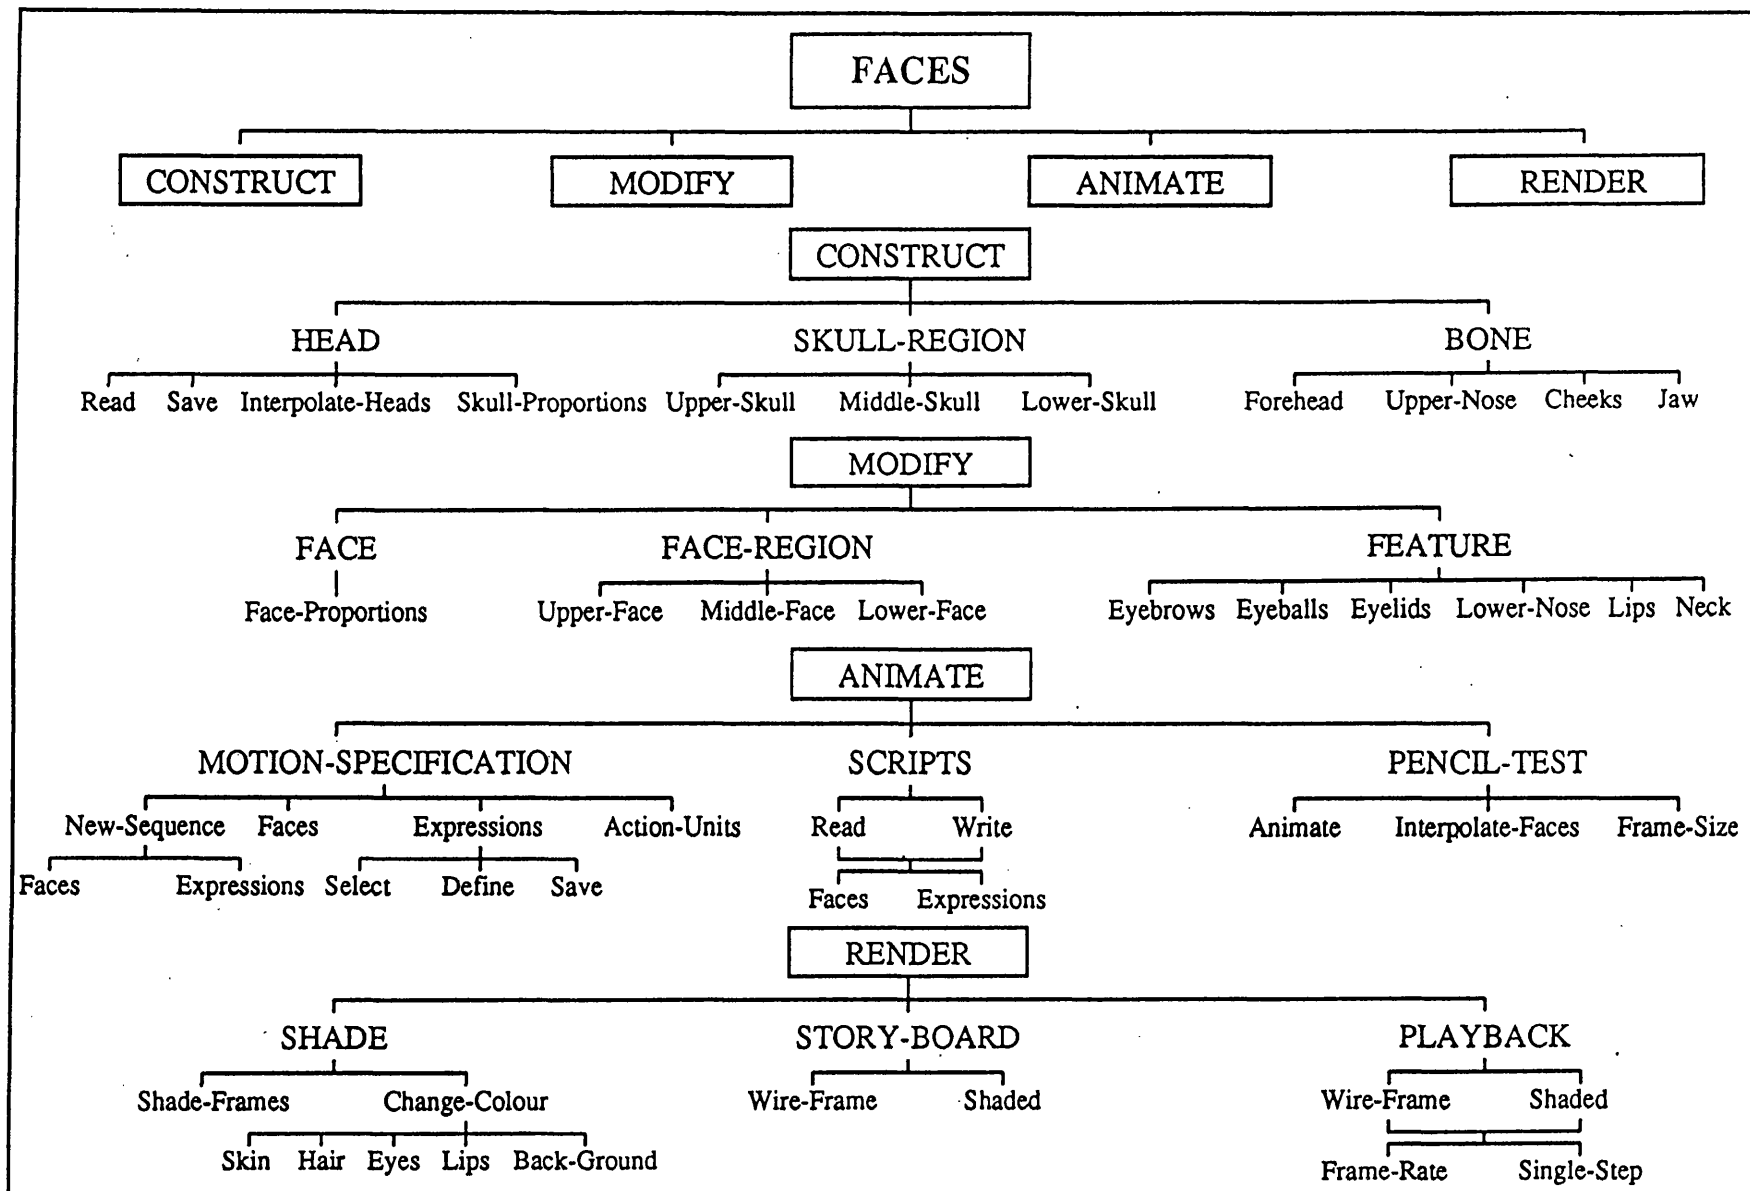 FACES
CONSTRUCT MODIFY ANIMATE RENDER
CONSTRUCT
HEAD SKULL-REGION BONE
Read Save Interpolate-Heads Skull-Proportions Upper-Skull Middle-Skull Lower-Skull Forehead Upper-Nose Cheeks Jaw
MODIFY
FACE FACE-REGION FEATURE
Face-Proportions Upper-Face Middle-Face Lower-Face Eyebrows Eyeballs Eyelids Lower-Nose Lips Neck
ANIMATE
MOTION-SPECIFICATION SCRIPTS PENCIL-TEST
New-Sequence Faces Expressions Action-Units Read Write Animate Interpolate-Faces Frame-Size
Faces Expressions Select Define Save Faces Expressions
RENDER
SHADE STORY-BOARD PLAYBACK
Shade-Frames Change-Colour Wire-Frame Shaded Wire-Frame Shaded
Skin Hair Eyes Lips Back-Ground Frame-Rate Single-Step